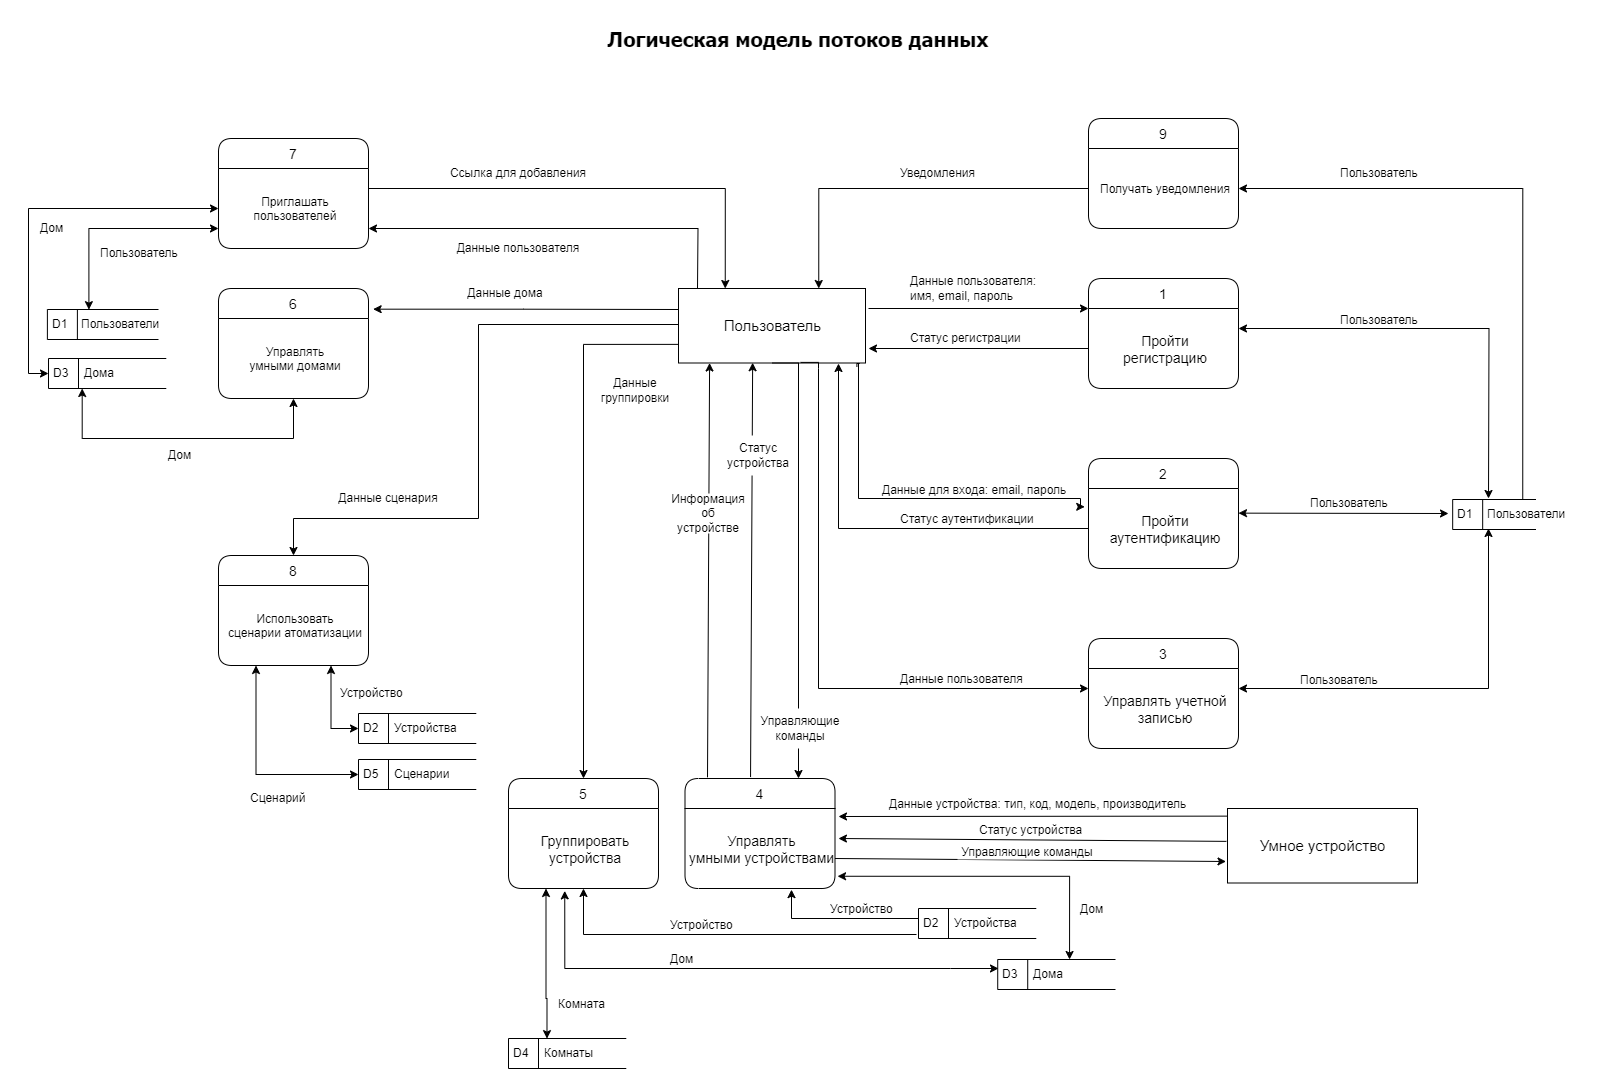 Логическая модель потоков данных
7
Приглашать
пользователей
Ссылка для добавления
Данные пользователя
Дом
Пользователь
D1
Пользователи
D3
Дома
6
Управлять
умными домами
Данные дома
Дом
Пользователь
Уведомления
9
Получать уведомления
Пользователь
Данные пользователя:
имя, email, пароль
Статус регистрации
1
Пройти
регистрацию
Пользователь
Данные
группировки
Статус
устройства
Информация
об
устройстве
Данные для входа: email, пароль
Статус аутентификации
2
Пройти
аутентификацию
Пользователь
D1
Пользователи
Данные сценария
8
Использовать
сценарии атоматизации
Устройство
D2
Устройства
D5
Сценарии
Сценарий
Данные пользователя
3
Управлять учетной
записью
Пользователь
Управляющие
команды
5
Группировать
устройства
4
Управлять
умными устройствами
Данные устройства: тип, код, модель, производитель
Статус устройства
Управляющие команды
Умное устройство
Устройство
Устройство
D2
Устройства
Дом
Дом
D3
Дома
Комната
D4
Комнаты